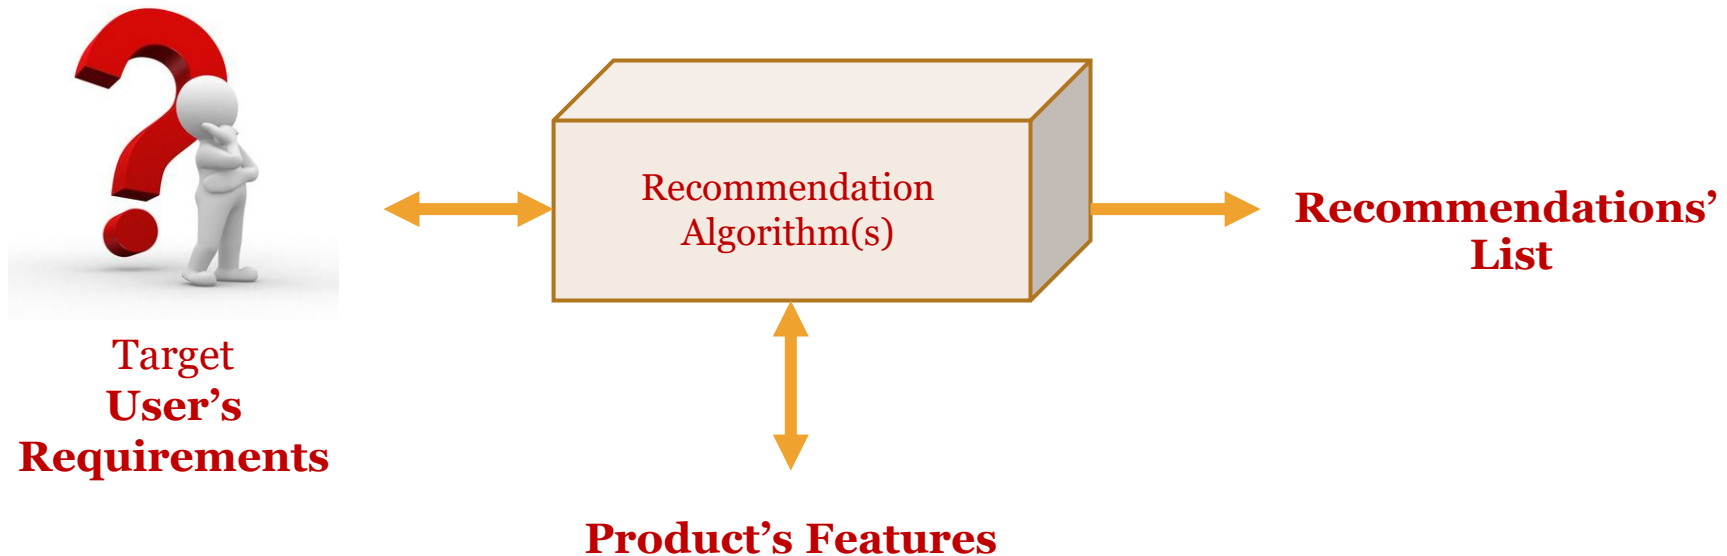 Recommendation
Algorithm(s)
Recommendations’
List
Target
User’s
Requirements
Product’s Features